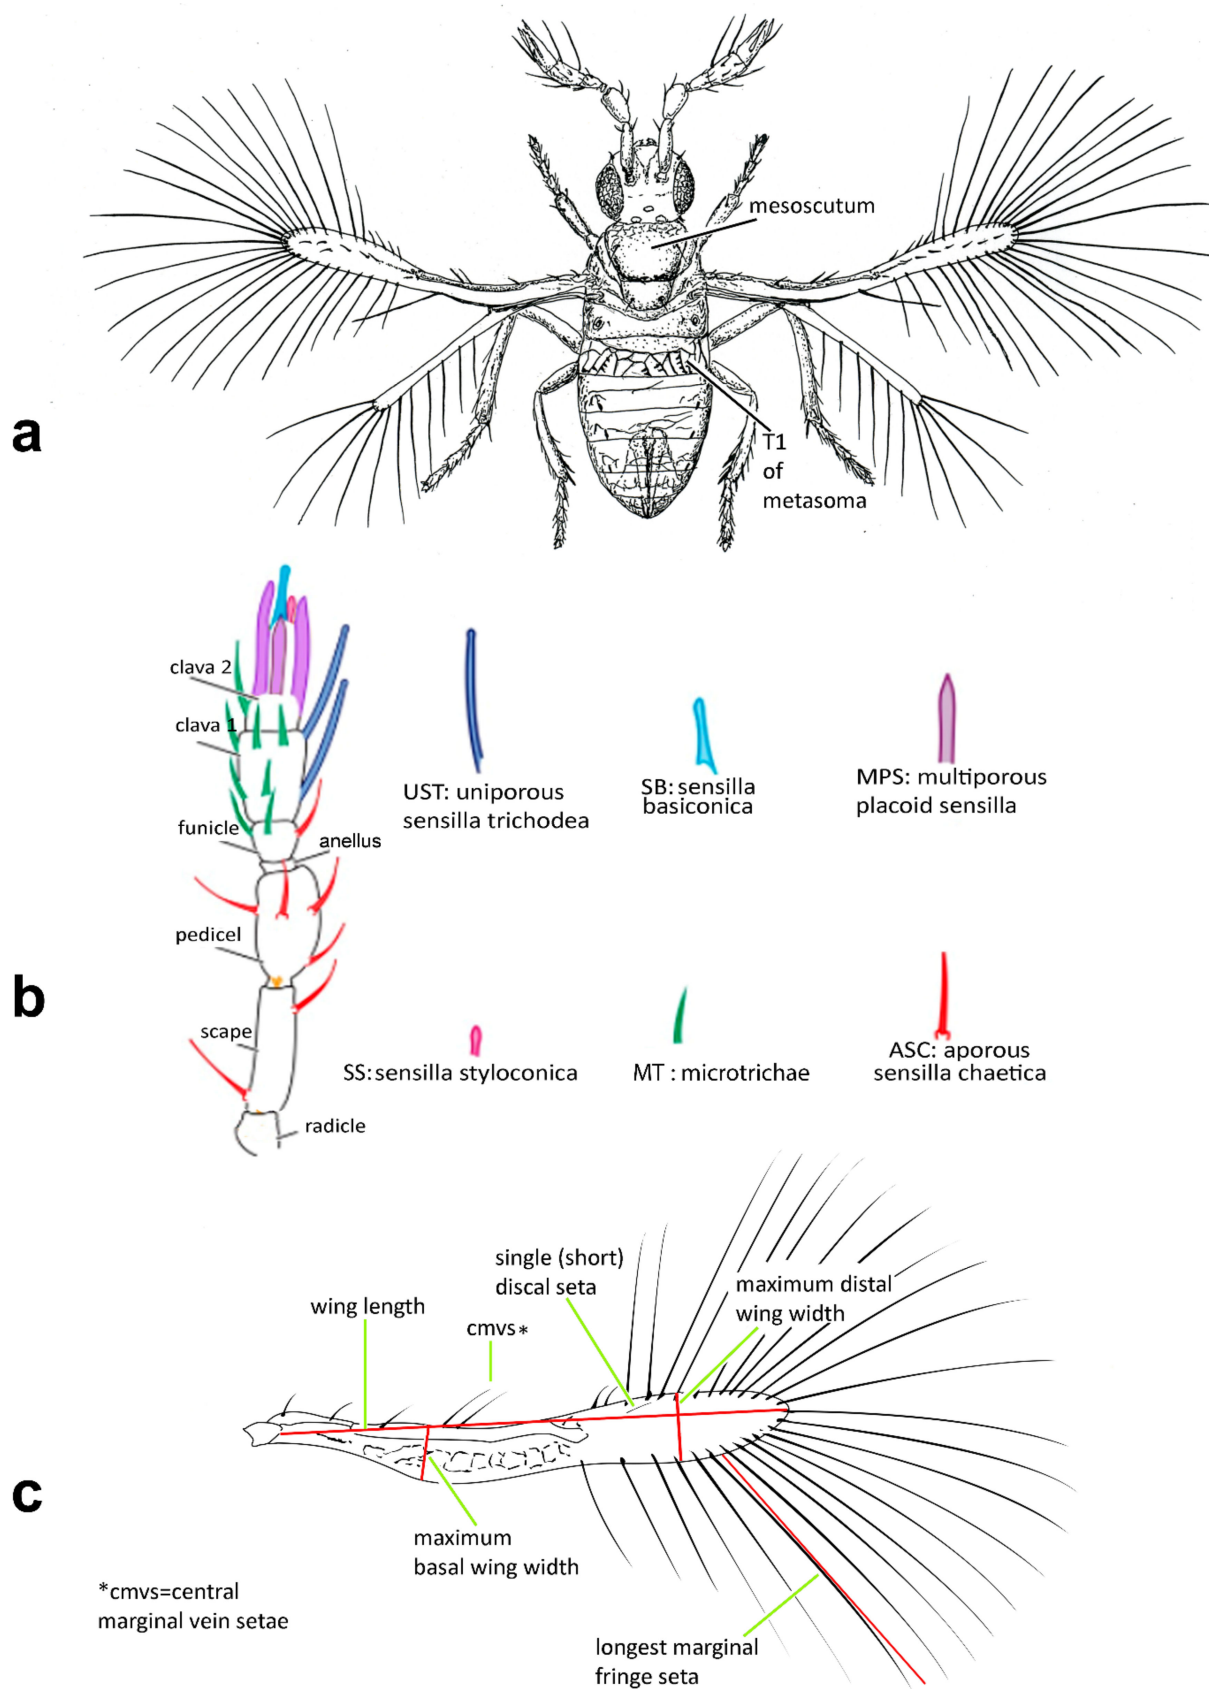 mesoscutum
T1
of
metasoma
a
clava 2
clava 1
funicle
anellus
pedicel
scape
radicle
UST: uniporous
sensilla trichodea
SB: sensilla
basiconica
MPS: multiporous
placoid sensilla
SS: sensilla styloconica
MT : microtrichae
ASC: aporous
sensilla chaetica
b
single (short)
discal seta
maximum distal
wing width
wing length
cmvs*
maximum
basal wing width
c
*cmvs=central
marginal vein setae
longest marginal
fringe seta